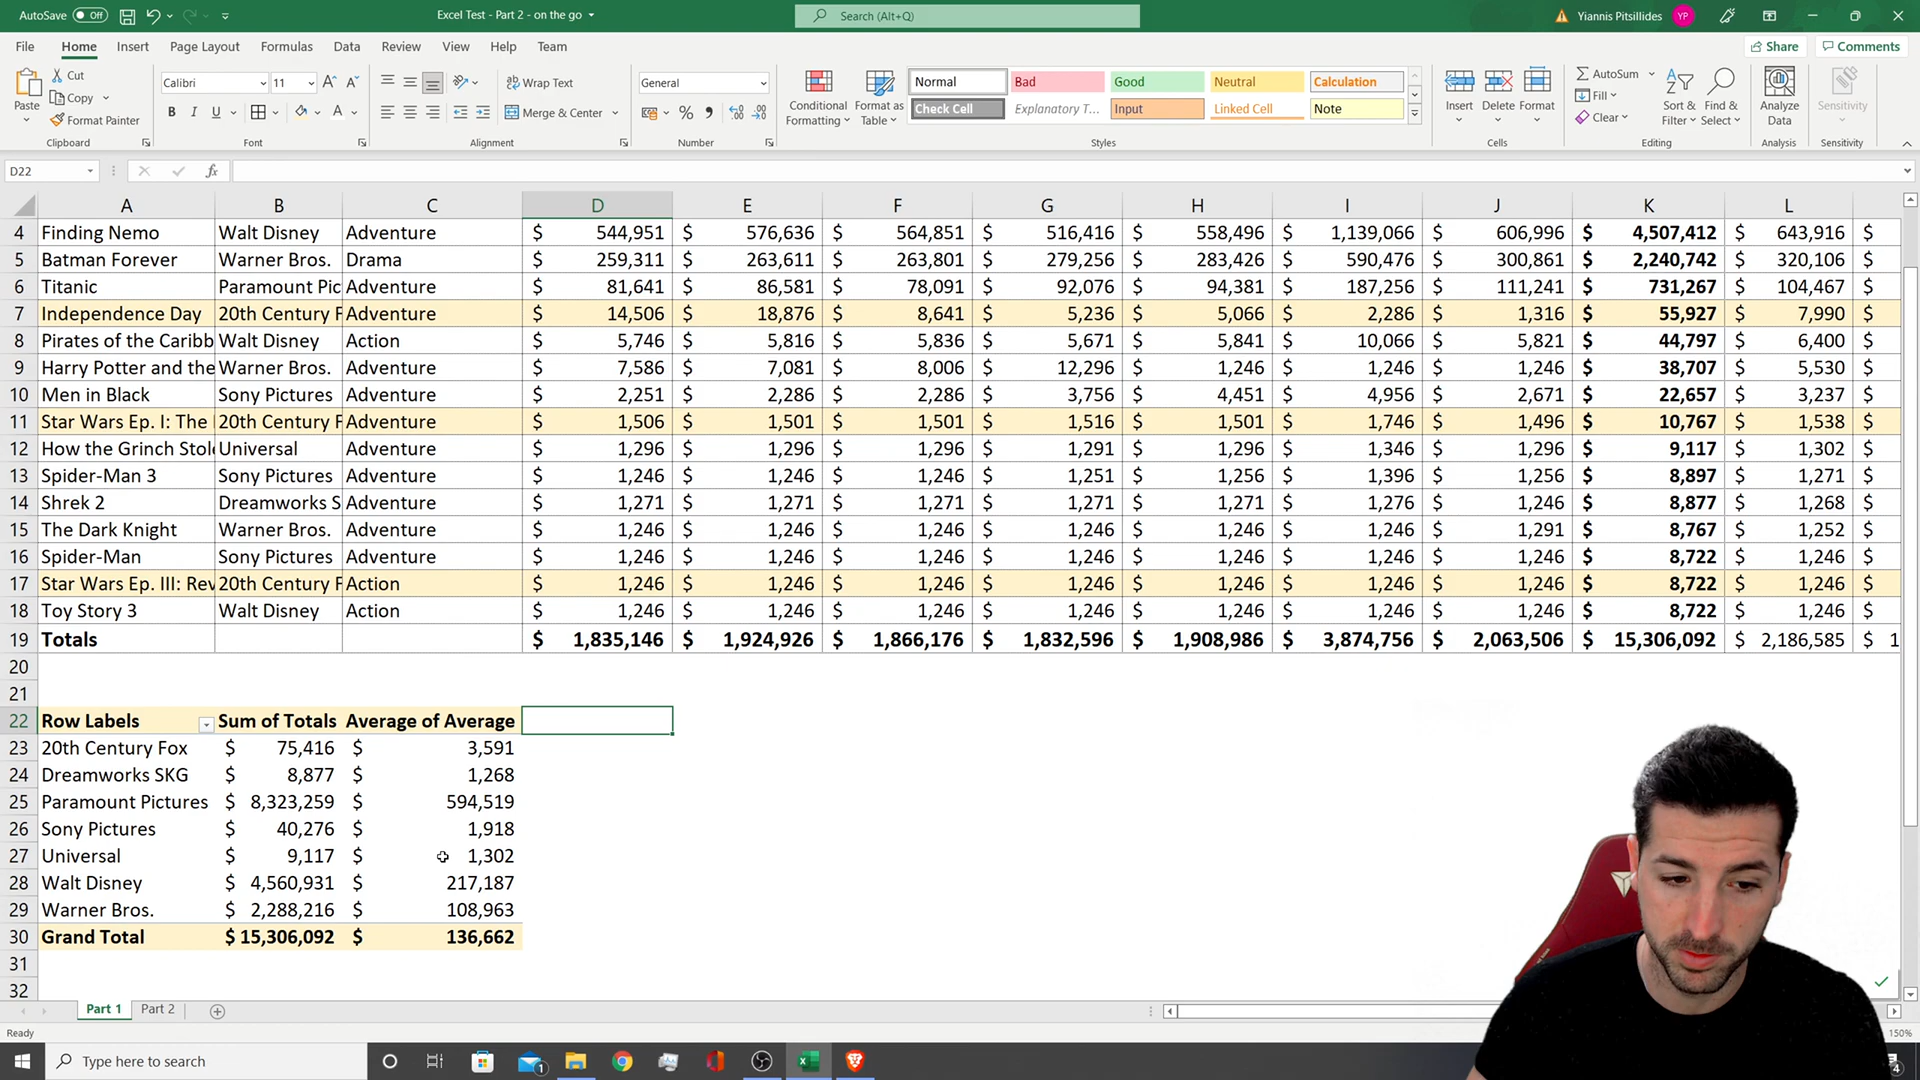 AutoSave Off Excel Test - Part 2 - on the go Search (Alt+Q) Yiannis Pitsillides YP
File Home Insert Page Layout Formulas Data Review View Help Team Share Comments
Paste Cut Copy Format Painter Clipboard
Calibri 11 B I U A Font
Wrap Text Merge & Center Alignment
General % Number
Conditional Formatting Format as Table
Normal Bad Good Neutral Calculation
Check Cell Explanatory T... Input Linked Cell Note
Styles
Insert Delete Format Cells
AutoSum Fill Clear Sort & Filter Find & Select Editing
Analyze Data Analysis
Sensitivity Sensitivity
D22 fx
A B C D E F G H I J K L
4 Finding Nemo Walt Disney Adventure $ 544,951 $ 576,636 $ 564,851 $ 516,416 $ 558,496 $ 1,139,066 $ 606,996 $ 4,507,412 $ 643,916 $
5 Batman Forever Warner Bros. Drama $ 259,311 $ 263,611 $ 263,801 $ 279,256 $ 283,426 $ 590,476 $ 300,861 $ 2,240,742 $ 320,106 $
6 Titanic Paramount Pic Adventure $ 81,641 $ 86,581 $ 78,091 $ 92,076 $ 94,381 $ 187,256 $ 111,241 $ 731,267 $ 104,467 $
7 Independence Day 20th Century F Adventure $ 14,506 $ 18,876 $ 8,641 $ 5,236 $ 5,066 $ 2,286 $ 1,316 $ 55,927 $ 7,990 $
8 Pirates of the Caribb Walt Disney Action $ 5,746 $ 5,816 $ 5,836 $ 5,671 $ 5,841 $ 10,066 $ 5,821 $ 44,797 $ 6,400 $
9 Harry Potter and the Warner Bros. Adventure $ 7,586 $ 7,081 $ 8,006 $ 12,296 $ 1,246 $ 1,246 $ 1,246 $ 38,707 $ 5,530 $
10 Men in Black Sony Pictures Adventure $ 2,251 $ 2,286 $ 2,286 $ 3,756 $ 4,451 $ 4,956 $ 2,671 $ 22,657 $ 3,237 $
11 Star Wars Ep. I: The 20th Century F Adventure $ 1,506 $ 1,501 $ 1,501 $ 1,516 $ 1,501 $ 1,746 $ 1,496 $ 10,767 $ 1,538 $
12 How the Grinch Stol Universal Adventure $ 1,296 $ 1,296 $ 1,296 $ 1,291 $ 1,296 $ 1,346 $ 1,296 $ 9,117 $ 1,302 $
13 Spider-Man 3 Sony Pictures Adventure $ 1,246 $ 1,246 $ 1,246 $ 1,251 $ 1,256 $ 1,396 $ 1,256 $ 8,897 $ 1,271 $
14 Shrek 2 Dreamworks S Adventure $ 1,271 $ 1,271 $ 1,271 $ 1,271 $ 1,271 $ 1,276 $ 1,246 $ 8,877 $ 1,268 $
15 The Dark Knight Warner Bros. Adventure $ 1,246 $ 1,246 $ 1,246 $ 1,246 $ 1,246 $ 1,246 $ 1,291 $ 8,767 $ 1,252 $
16 Spider-Man Sony Pictures Adventure $ 1,246 $ 1,246 $ 1,246 $ 1,246 $ 1,246 $ 1,246 $ 1,246 $ 8,722 $ 1,246 $
17 Star Wars Ep. III: Rev 20th Century F Action $ 1,246 $ 1,246 $ 1,246 $ 1,246 $ 1,246 $ 1,246 $ 1,246 $ 8,722 $ 1,246 $
18 Toy Story 3 Walt Disney Action $ 1,246 $ 1,246 $ 1,246 $ 1,246 $ 1,246 $ 1,246 $ 1,246 $ 8,722 $ 1,246 $
19 Totals $ 1,835,146 $ 1,924,926 $ 1,866,176 $ 1,832,596 $ 1,908,986 $ 3,874,756 $ 2,063,506 $ 15,306,092 $ 2,186,585 $ 1
20
21
22 Row Labels Sum of Totals Average of Average
23 20th Century Fox $ 75,416 $ 3,591
24 Dreamworks SKG $ 8,877 $ 1,268
25 Paramount Pictures $ 8,323,259 $ 594,519
26 Sony Pictures $ 40,276 $ 1,918
27 Universal $ 9,117 $ 1,302
28 Walt Disney $ 4,560,931 $ 217,187
29 Warner Bros. $ 2,288,216 $ 108,963
30 Grand Total $ 15,306,092 $ 136,662
31
32
Part 1 Part 2
Ready 150%
Type here to search 1 4